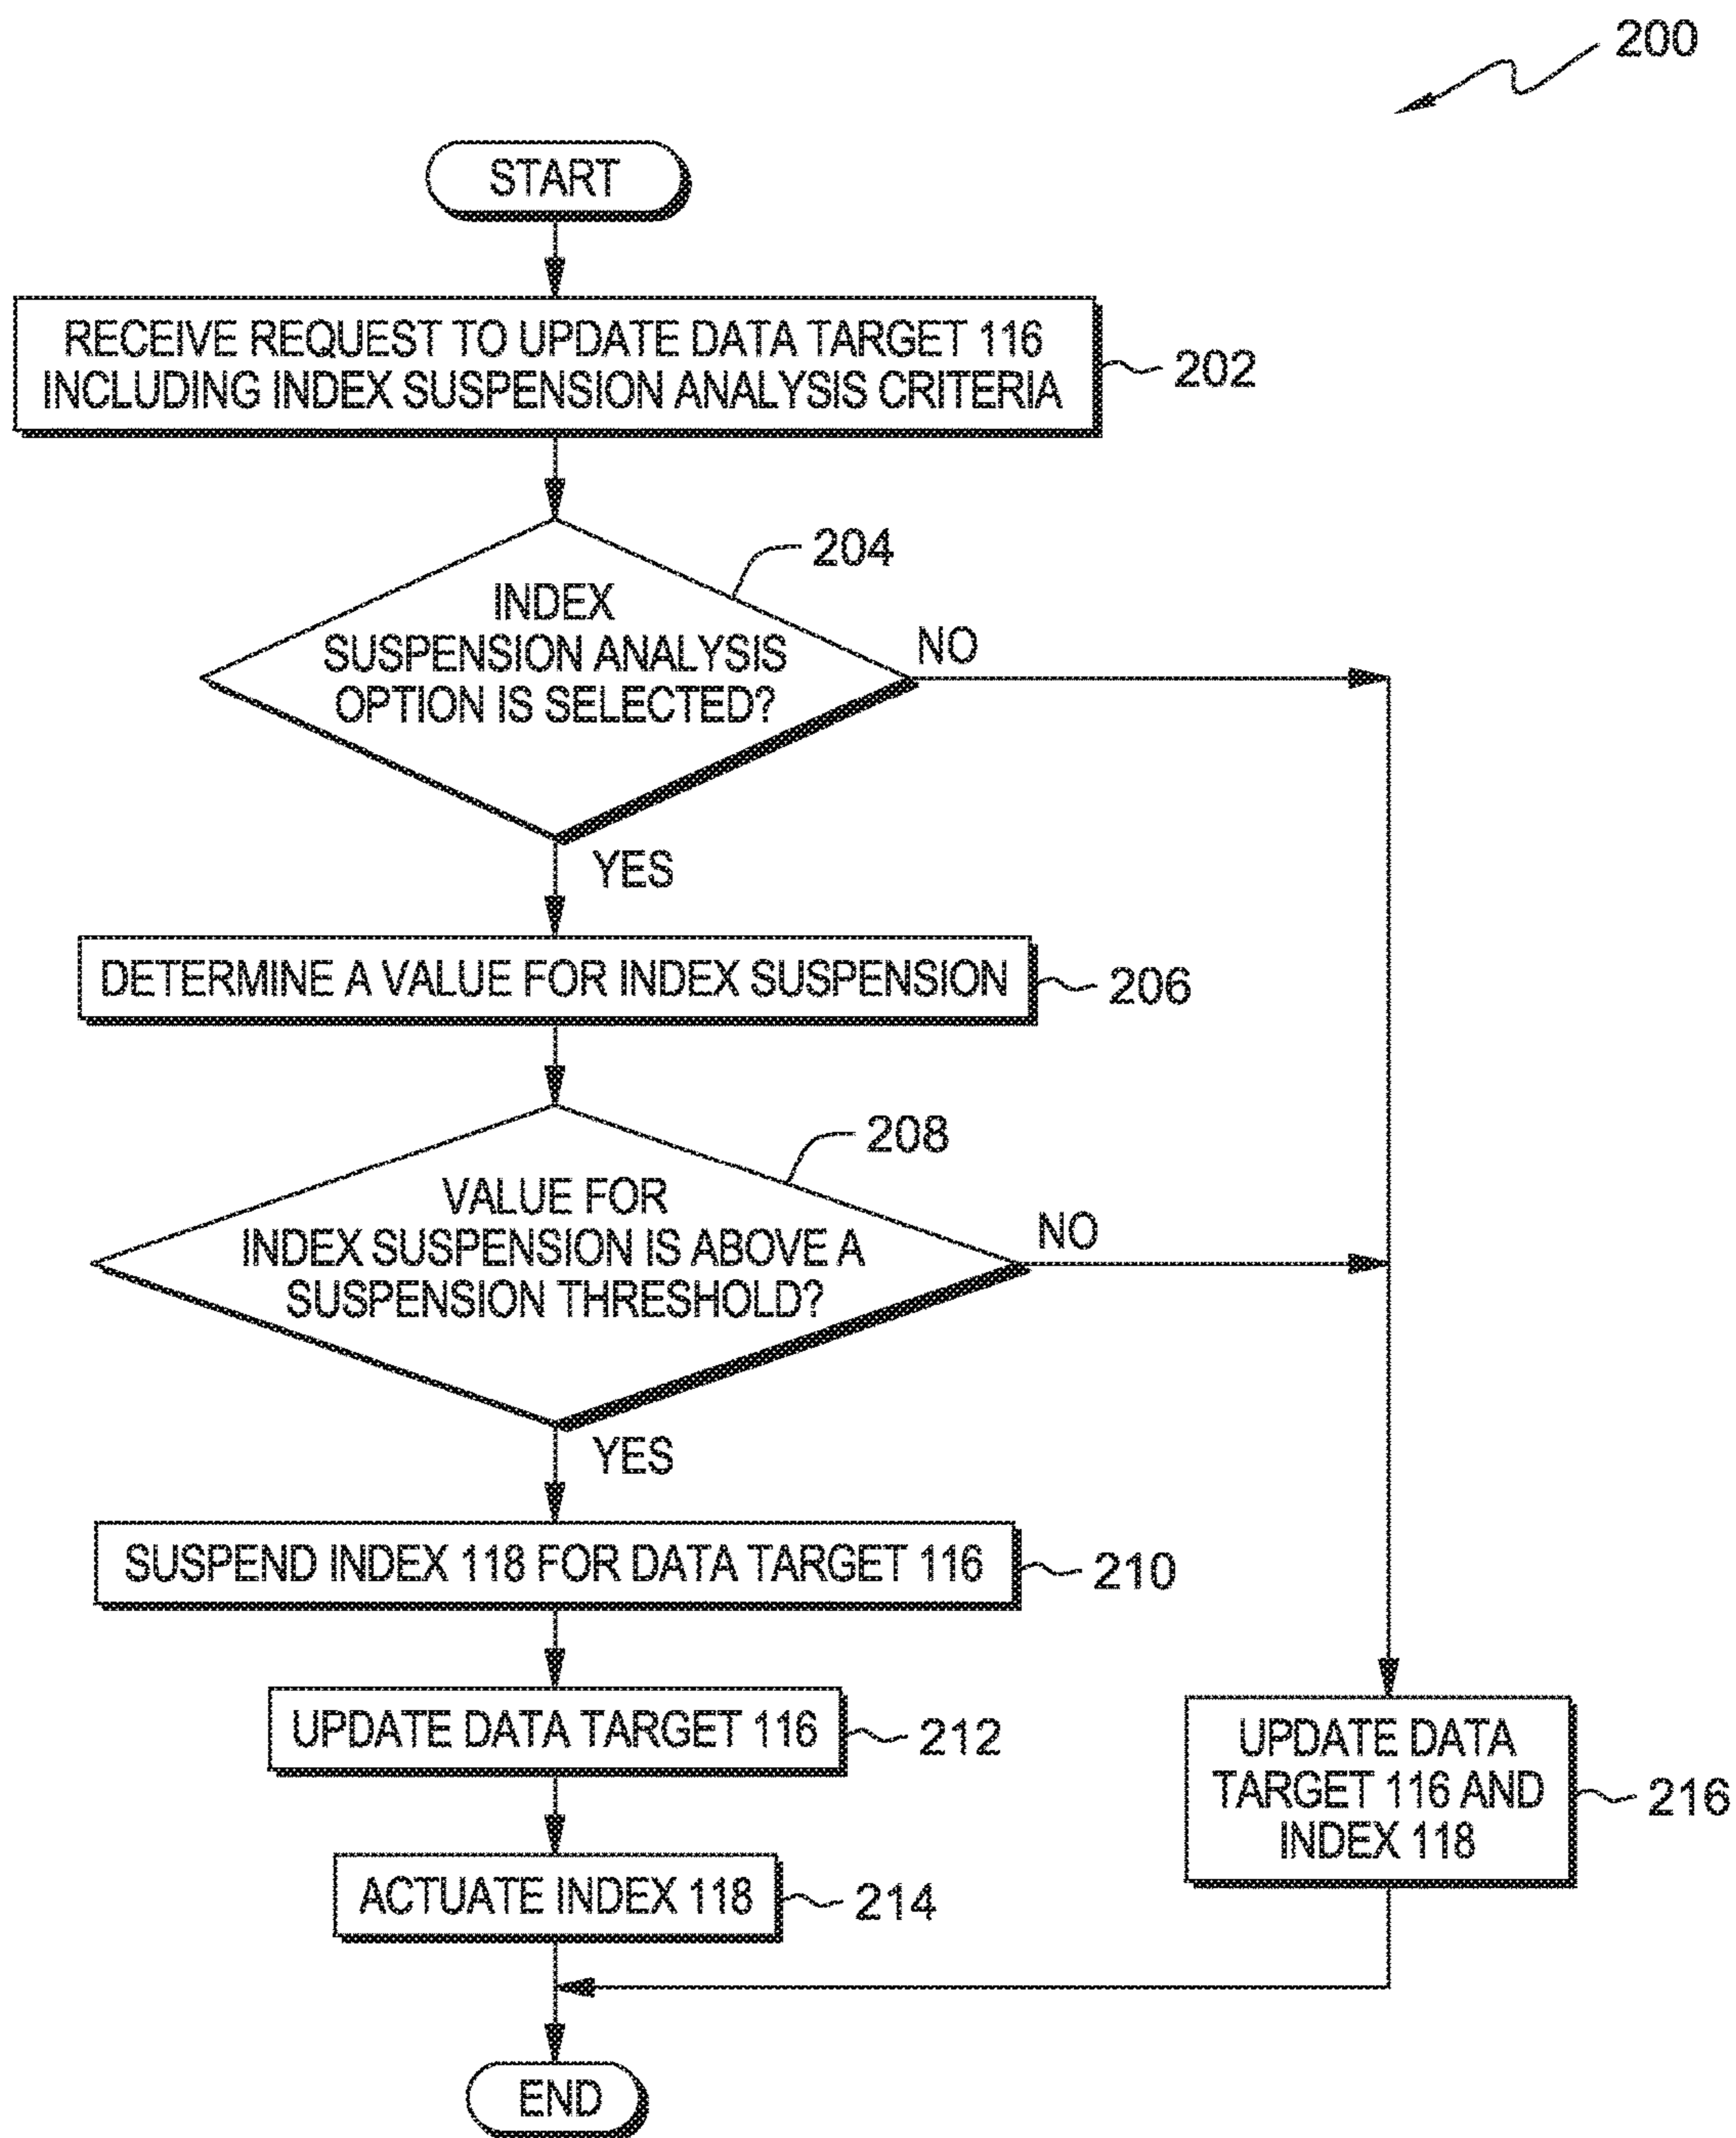 200
START
RECEIVE REQUEST TO UPDATE DATA TARGET 116
INCLUDING INDEX SUSPENSION ANALYSIS CRITERIA
202
204
INDEX
SUSPENSION ANALYSIS
OPTION IS SELECTED?
NO
YES
DETERMINE A VALUE FOR INDEX SUSPENSION
206
208
VALUE FOR
INDEX SUSPENSION IS ABOVE A
SUSPENSION THRESHOLD?
NO
YES
SUSPEND INDEX 118 FOR DATA TARGET 116
210
UPDATE DATA TARGET 116
212
UPDATE DATA
TARGET 116 AND
INDEX 118
216
ACTUATE INDEX 118
214
END